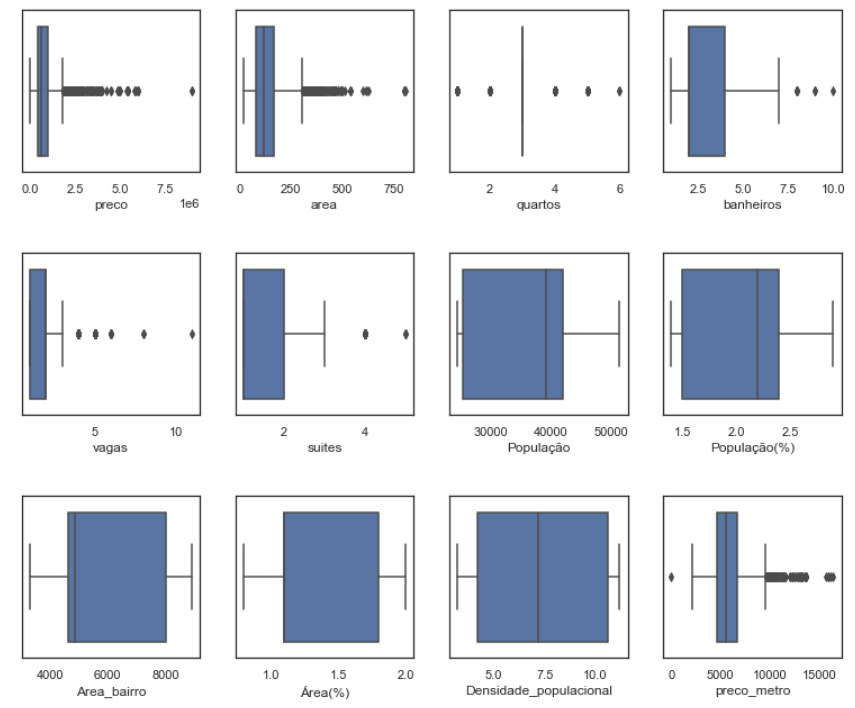 0.0 2.5 5.0 7.5
preco 1e6
0 250 500 750
area
2 4 6
quartos
2.5 5.0 7.5 10.0
banheiros
5 10
vagas
2 4
suites
30000 40000 50000
População
1.5 2.0 2.5
População(%)
4000 6000 8000
Area_bairro
1.0 1.5 2.0
Área(%)
5.0 7.5 10.0
Densidade_populacional
0 5000 10000 15000
preco_metro